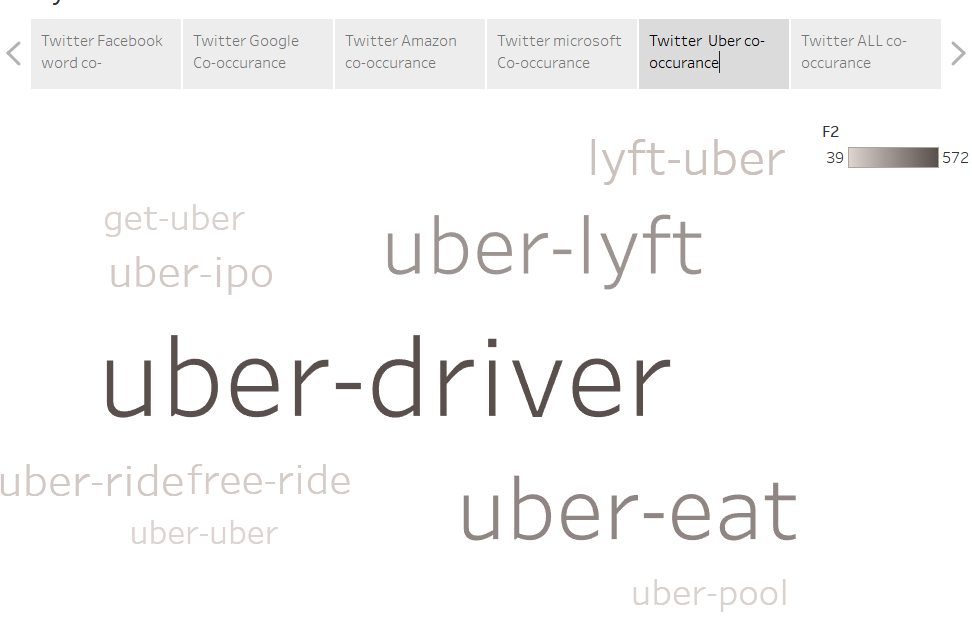 Twitter Facebook
word co-
Twitter Google
Co-occurance
Twitter Amazon
co-occurance
Twitter microsoft
Co-occurance
Twitter Uber co-
occurance
Twitter ALL co-
occurance
F2
39 572
lyft-uber
get-uber
uber-lyft
uber-ipo
uber-driver
uber-ride free-ride
uber-eat
uber-uber
uber-pool